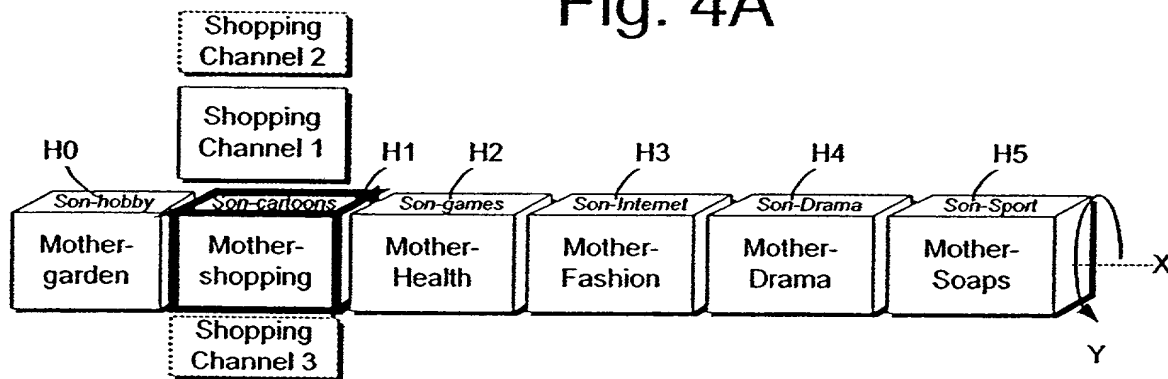 Fig. 4A
Shopping
Channel 2
Shopping
Channel 1
H0
H1
H2
H3
H4
H5
Son-hobby
Son-cartoons
Son-games
Son-Internet
Son-Drama
Son-Sport
Mother-
garden
Mother-
shopping
Mother-
Health
Mother-
Fashion
Mother-
Drama
Mother-
Soaps
X
Shopping
Channel 3
Y